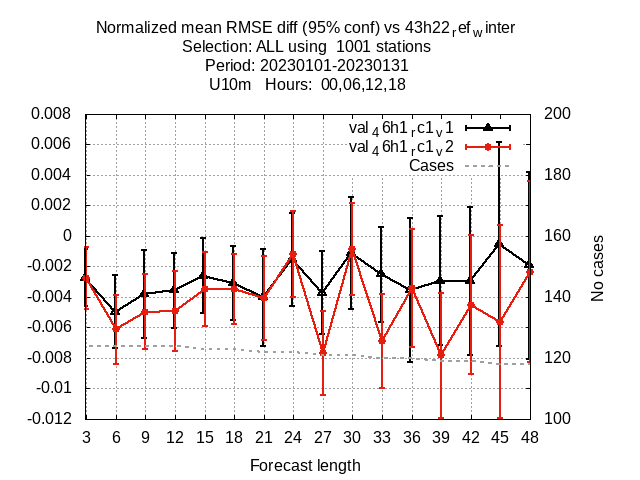 Normalized mean RMSE diff (95% conf) vs 43h22refwinter
Selection: ALL using 1001 stations
Period: 20230101-20230131
U10m Hours: 00,06,12,18
0.008 200
val46h1rc1v1
0.006
val46h1rc1v2
Cases
0.004 180
0.002
0 160
-0.002
-0.004 140
-0.006
-0.008 120
-0.01
-0.012 100
No cases
3 6 9 12 15 18 21 24 27 30 33 36 39 42 45 48
Forecast length